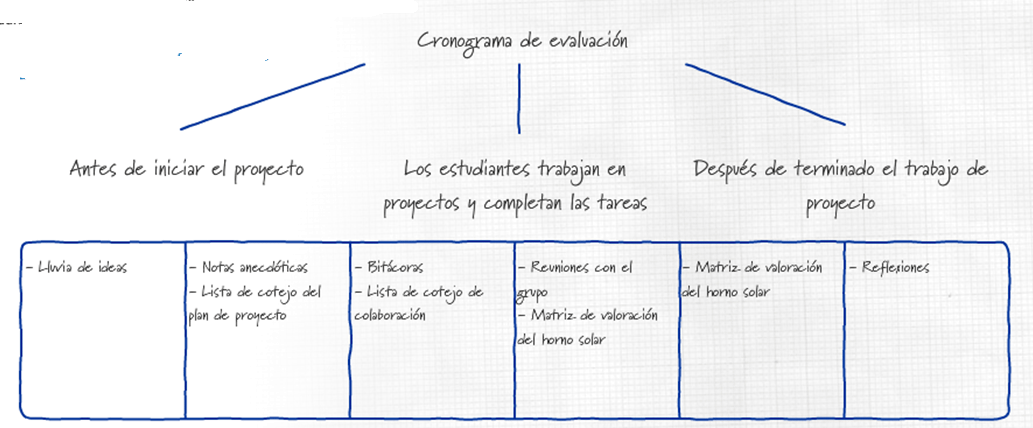 Cronograma de evaluación
Antes de iniciar el proyecto
Los estudiantes trabajan en
proyectos y completan las tareas
Después de terminado el trabajo de
proyecto
- Lluvia de ideas
- Notas anecdóticas
- Lista de cotejo del
plan de proyecto
- Bitácoras
- Lista de cotejo de
colaboración
- Reuniones con el
grupo
- Matriz de valoración
del horno solar
- Matriz de valoración
del horno solar
- Reflexiones